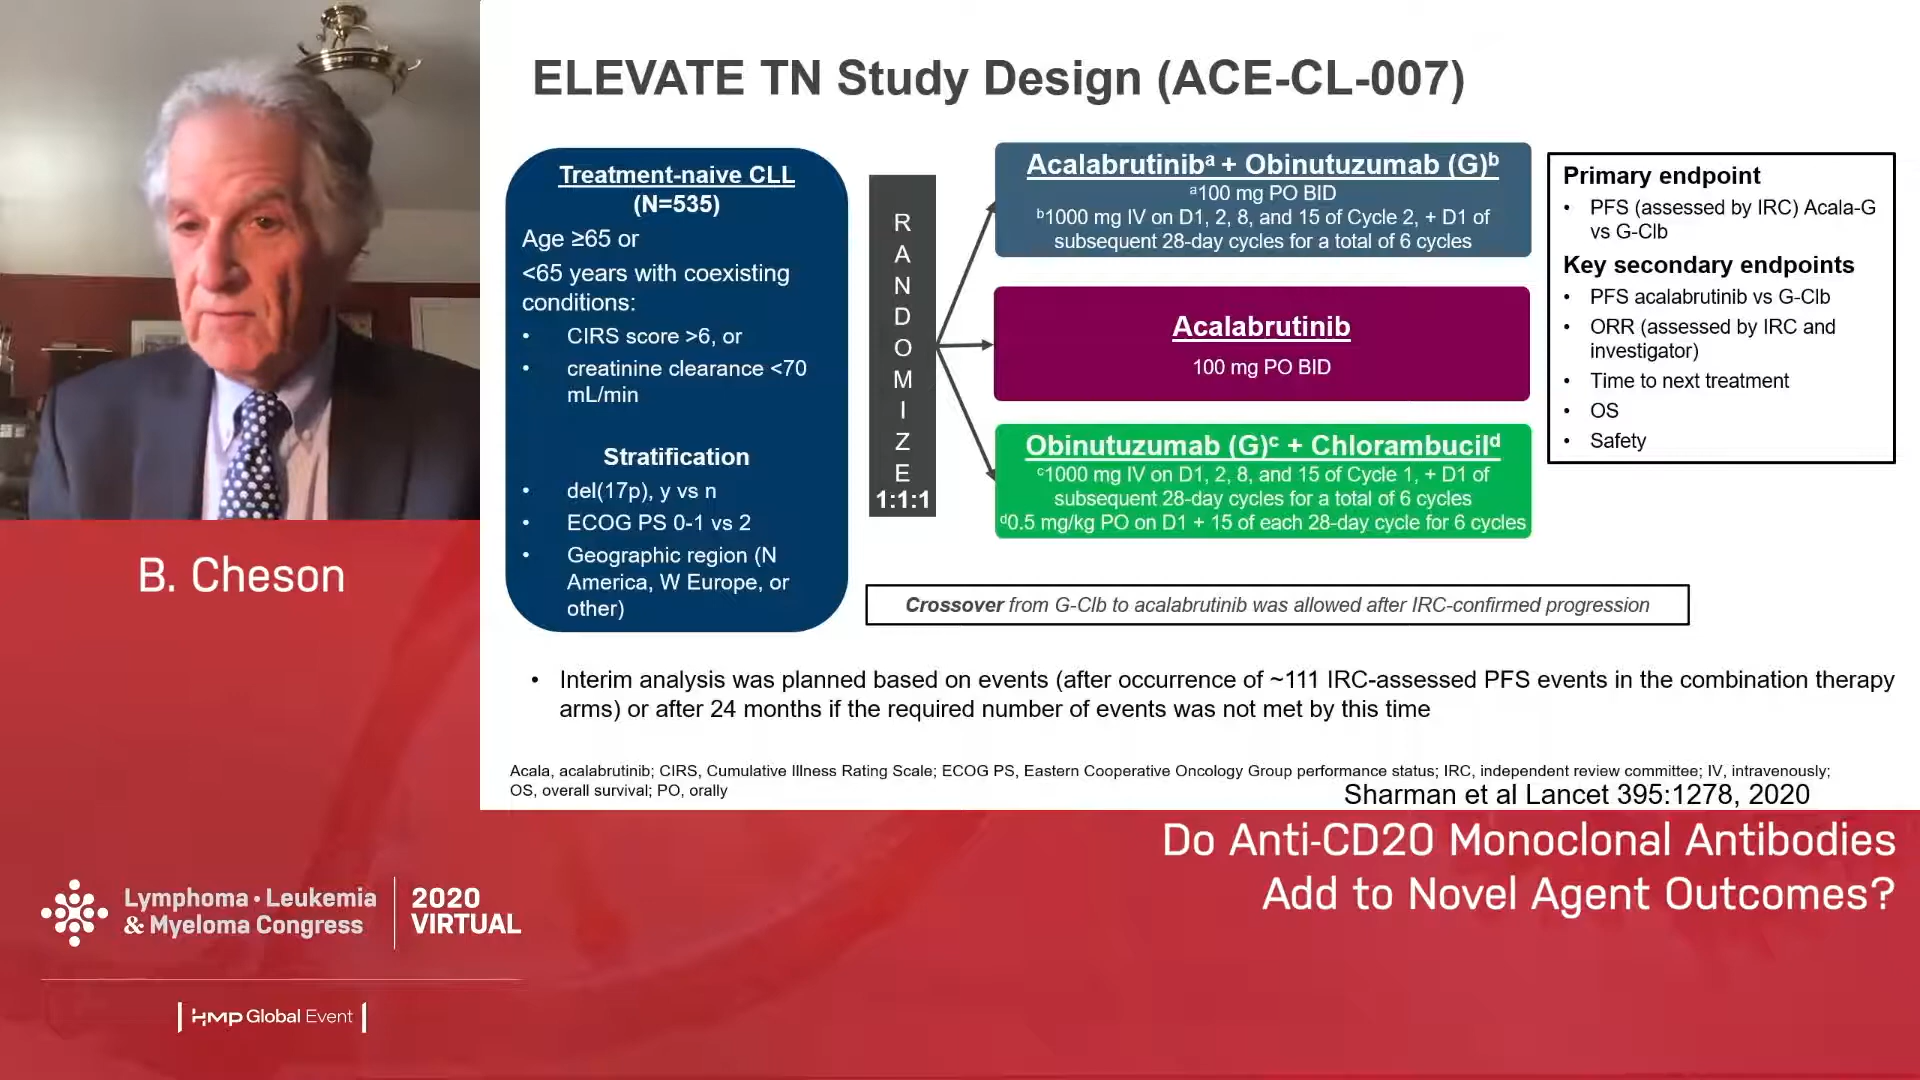 ELEVATE TN Study Design (ACE-CL-007)
Treatment-naive CLL
(N=535)
Age ≥65 or
<65 years with coexisting
conditions:
• CIRS score >6, or
• creatinine clearance <70
mL/min
Stratification
• del(17p), y vs n
• ECOG PS 0-1 vs 2
• Geographic region (N
America, W Europe, or
other)
R
A
N
D
O
M
I
Z
E
1:1:1
Acalabrutinibᵃ + Obinutuzumab (G)ᵇ
ᵃ100 mg PO BID
ᵇ1000 mg IV on D1, 2, 8, and 15 of Cycle 2, + D1 of
subsequent 28-day cycles for a total of 6 cycles
Acalabrutinib
100 mg PO BID
Obinutuzumab (G)ᶜ + Chlorambucilᵈ
ᶜ1000 mg IV on D1, 2, 8, and 15 of Cycle 1, + D1 of
subsequent 28-day cycles for a total of 6 cycles
ᵈ0.5 mg/kg PO on D1 + 15 of each 28-day cycle for 6 cycles
Primary endpoint
• PFS (assessed by IRC) Acala-G
vs G-Clb
Key secondary endpoints
• PFS acalabrutinib vs G-Clb
• ORR (assessed by IRC and
investigator)
• Time to next treatment
• OS
• Safety
Crossover from G-Clb to acalabrutinib was allowed after IRC-confirmed progression
• Interim analysis was planned based on events (after occurrence of ~111 IRC-assessed PFS events in the combination therapy
arms) or after 24 months if the required number of events was not met by this time
Acala, acalabrutinib; CIRS, Cumulative Illness Rating Scale; ECOG PS, Eastern Cooperative Oncology Group performance status; IRC, independent review committee; IV, intravenously;
OS, overall survival; PO, orally
Sharman et al Lancet 395:1278, 2020
B. Cheson
Do Anti-CD20 Monoclonal Antibodies
Add to Novel Agent Outcomes?
Lymphoma • Leukemia
& Myeloma Congress
2020
VIRTUAL
HMP Global Event